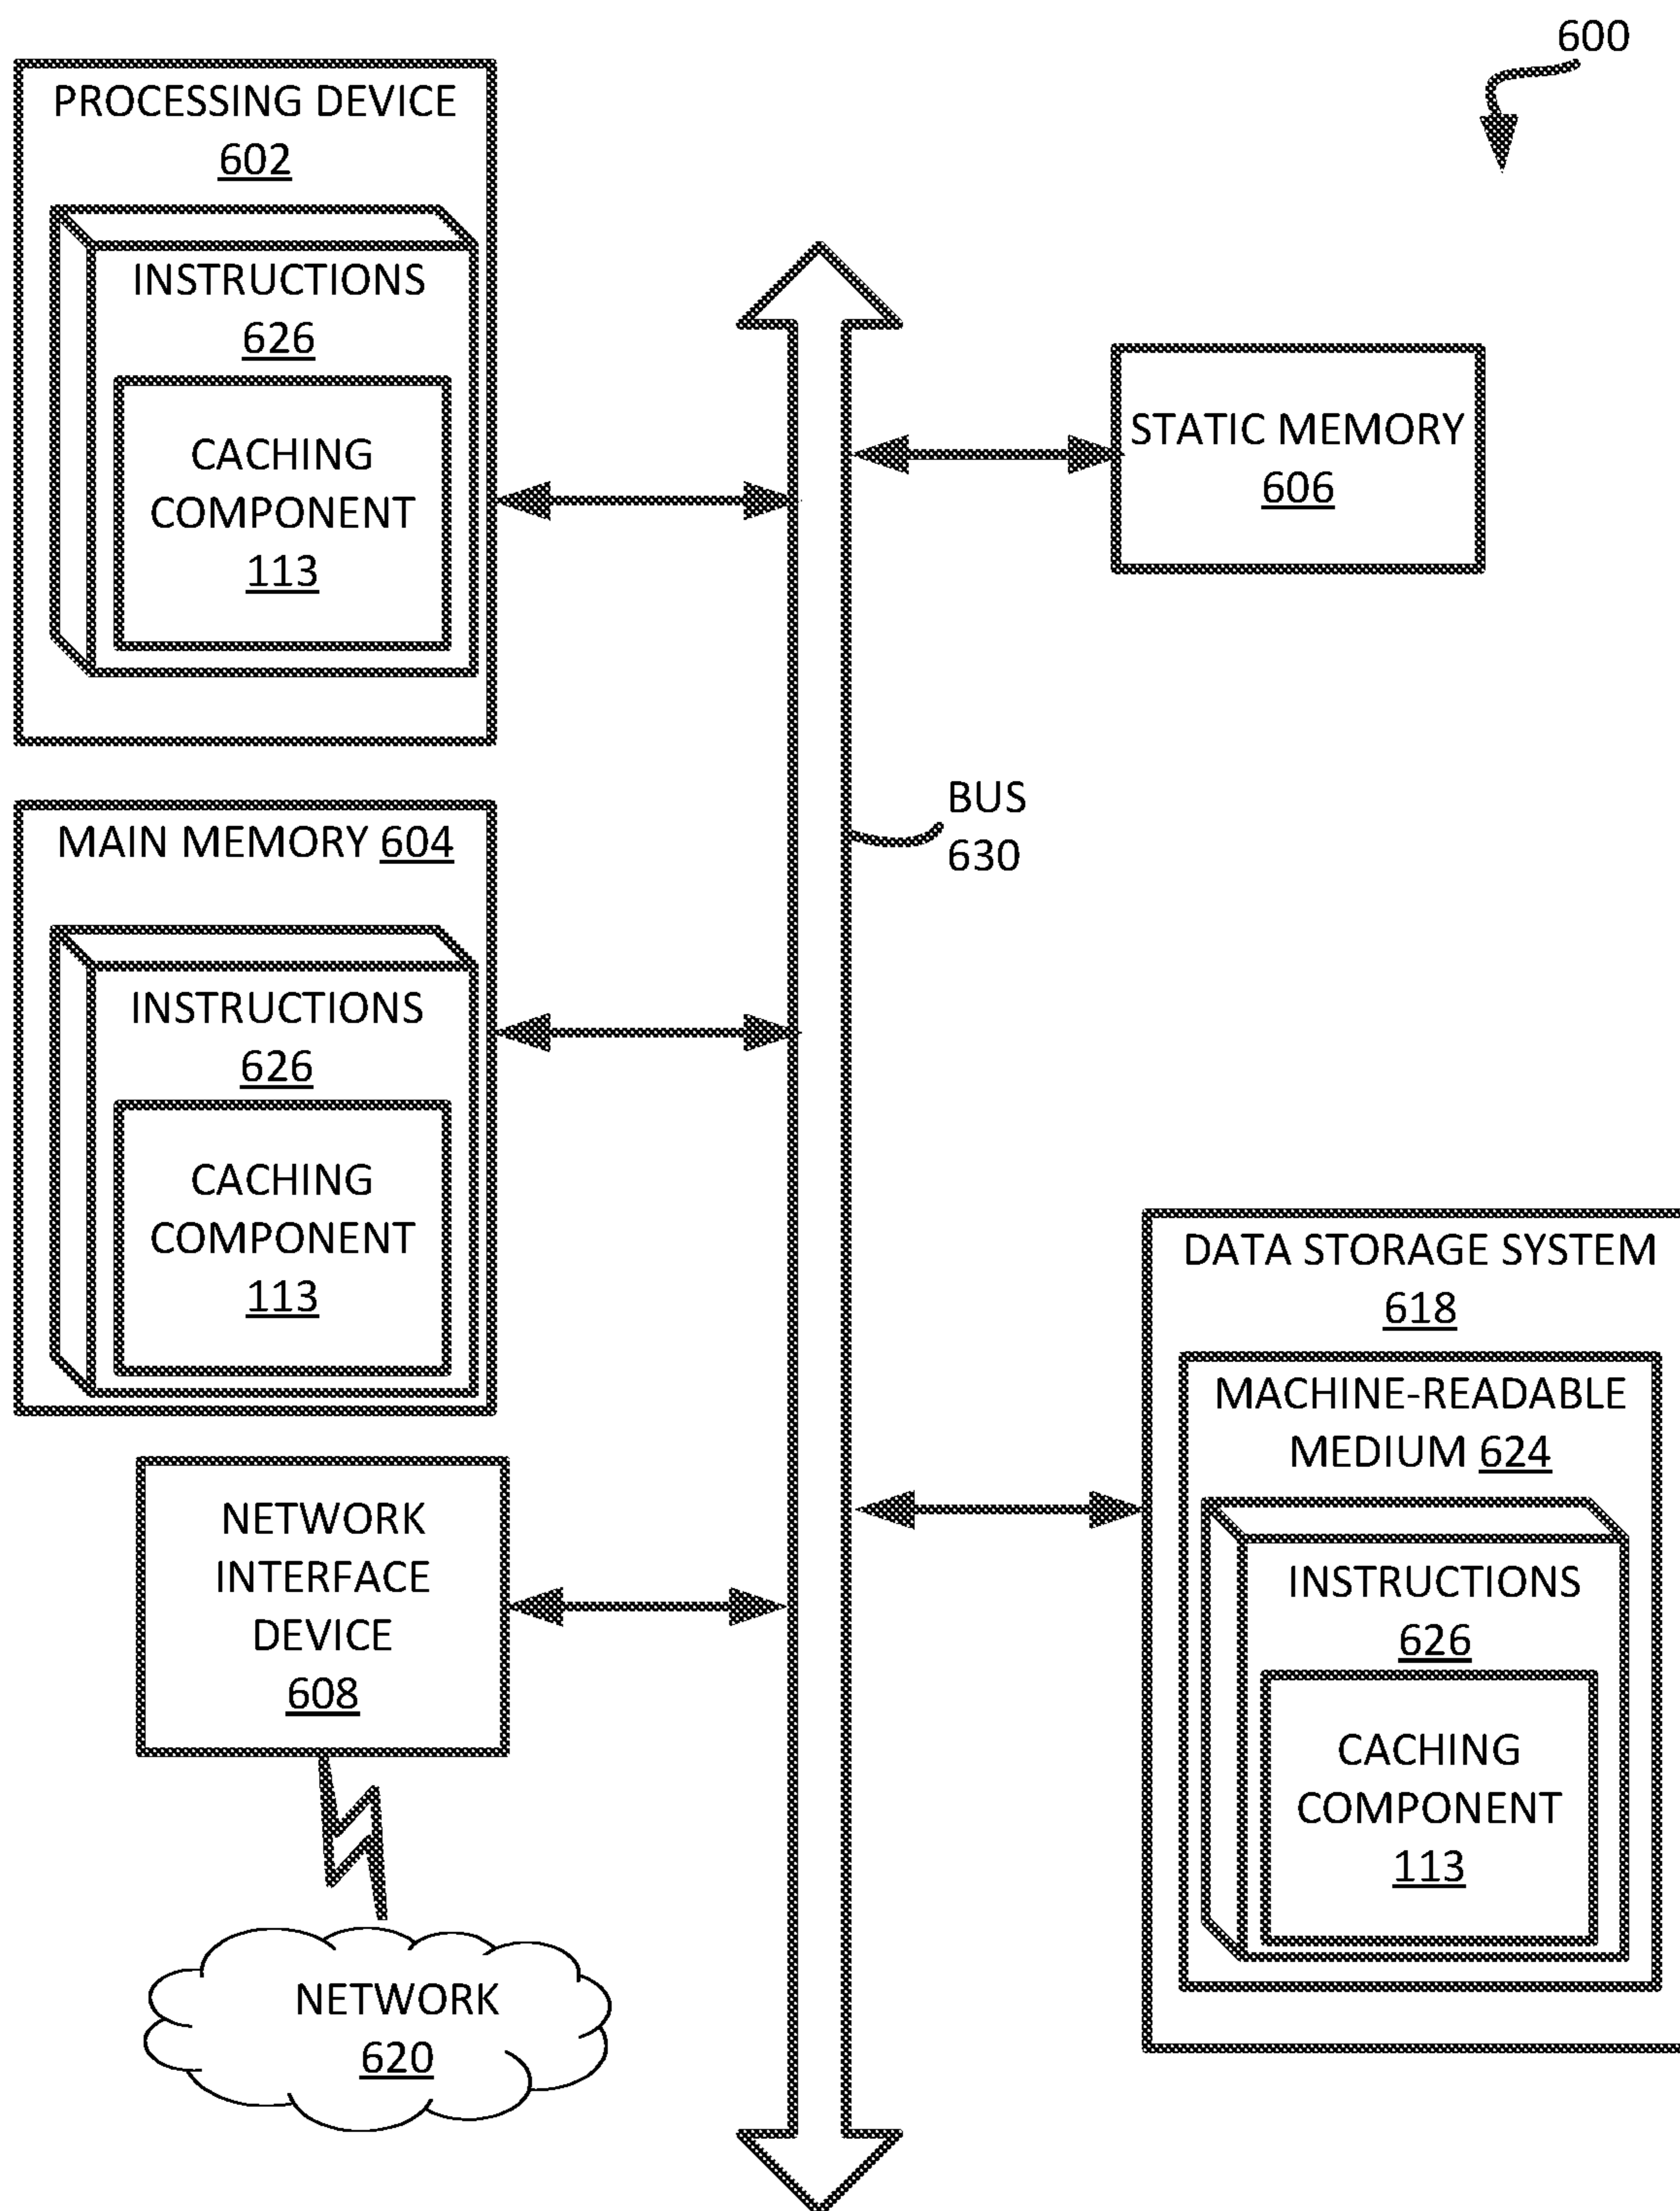 600
PROCESSING DEVICE
602
INSTRUCTIONS
626
CACHING
COMPONENT
113
STATIC MEMORY
606
BUS
630
MAIN MEMORY 604
INSTRUCTIONS
626
CACHING
COMPONENT
113
DATA STORAGE SYSTEM
618
MACHINE-READABLE
MEDIUM 624
INSTRUCTIONS
626
CACHING
COMPONENT
113
NETWORK
INTERFACE
DEVICE
608
NETWORK
620